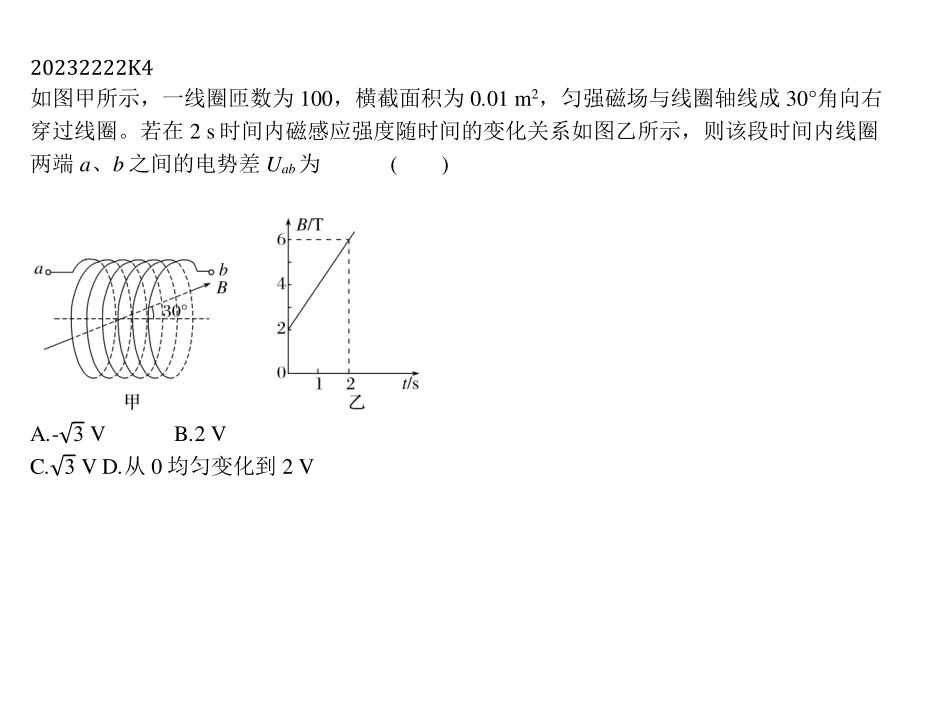 20232222K4
如图甲所示，一线圈匝数为 100，横截面积为 0.01 m²，匀强磁场与线圈轴线成 30°角向右
穿过线圈。若在 2 s 时间内磁感应强度随时间的变化关系如图乙所示，则该段时间内线圈
两端 a、b 之间的电势差 Uab 为 (  )
a b
B
30°
甲
B/T
6
4
2
0 1 2 t/s
乙
A.-√3 V B.2 V
C.√3 V D.从 0 均匀变化到 2 V